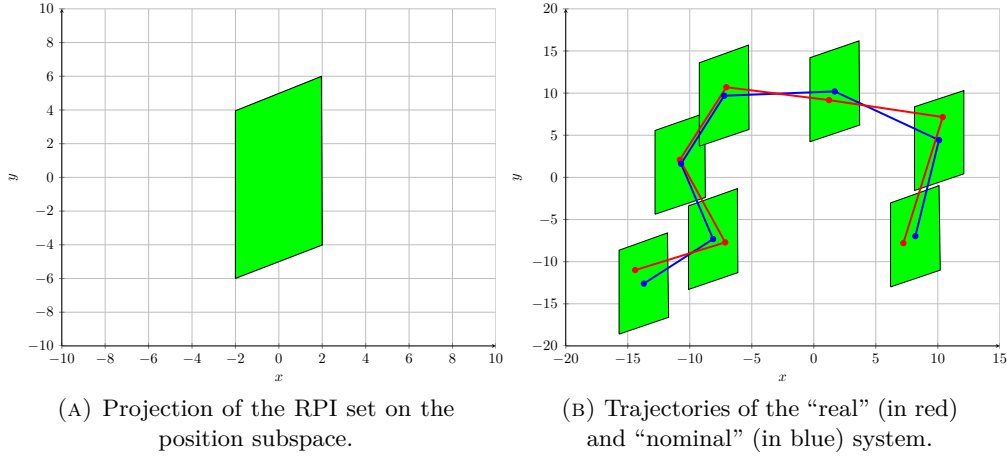 10
8
6
4
2
0
−2
−4
−6
−8
−10
−10 −8 −6 −4 −2 0 2 4 6 8 10
x
y
(A) Projection of the RPI set on the
position subspace.
20
15
10
5
0
−5
−10
−15
−20
−20 −15 −10 −5 0 5 10 15
x
y
(B) Trajectories of the “real” (in red)
and “nominal” (in blue) system.